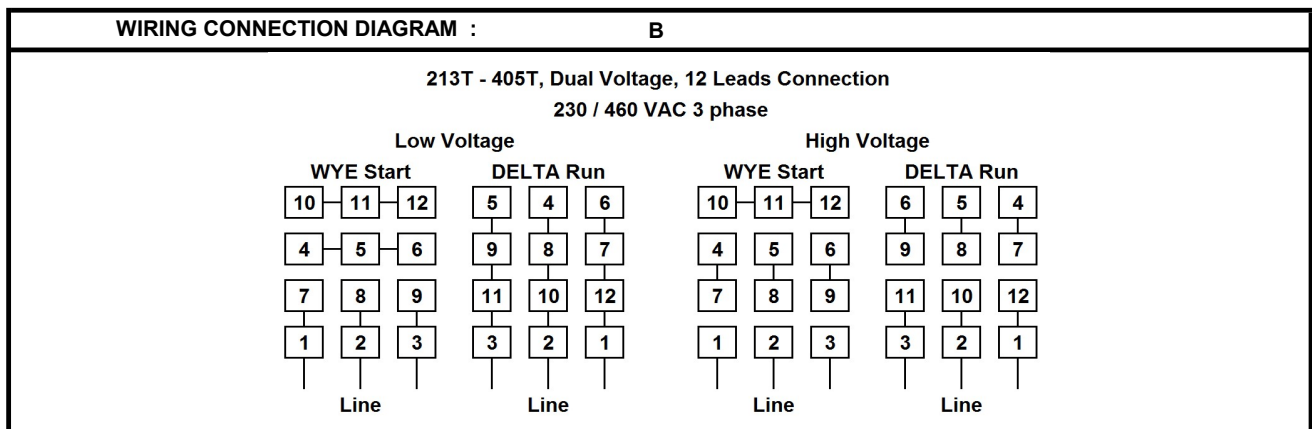 WIRING CONNECTION DIAGRAM : B
213T - 405T, Dual Voltage, 12 Leads Connection
230 / 460 VAC 3 phase
Low Voltage High Voltage
WYE Start DELTA Run WYE Start DELTA Run
10 11 12 5 4 6 10 11 12 6 5 4
4 5 6 9 8 7 4 5 6 9 8 7
7 8 9 11 10 12 7 8 9 11 10 12
1 2 3 3 2 1 1 2 3 3 2 1
Line Line Line Line